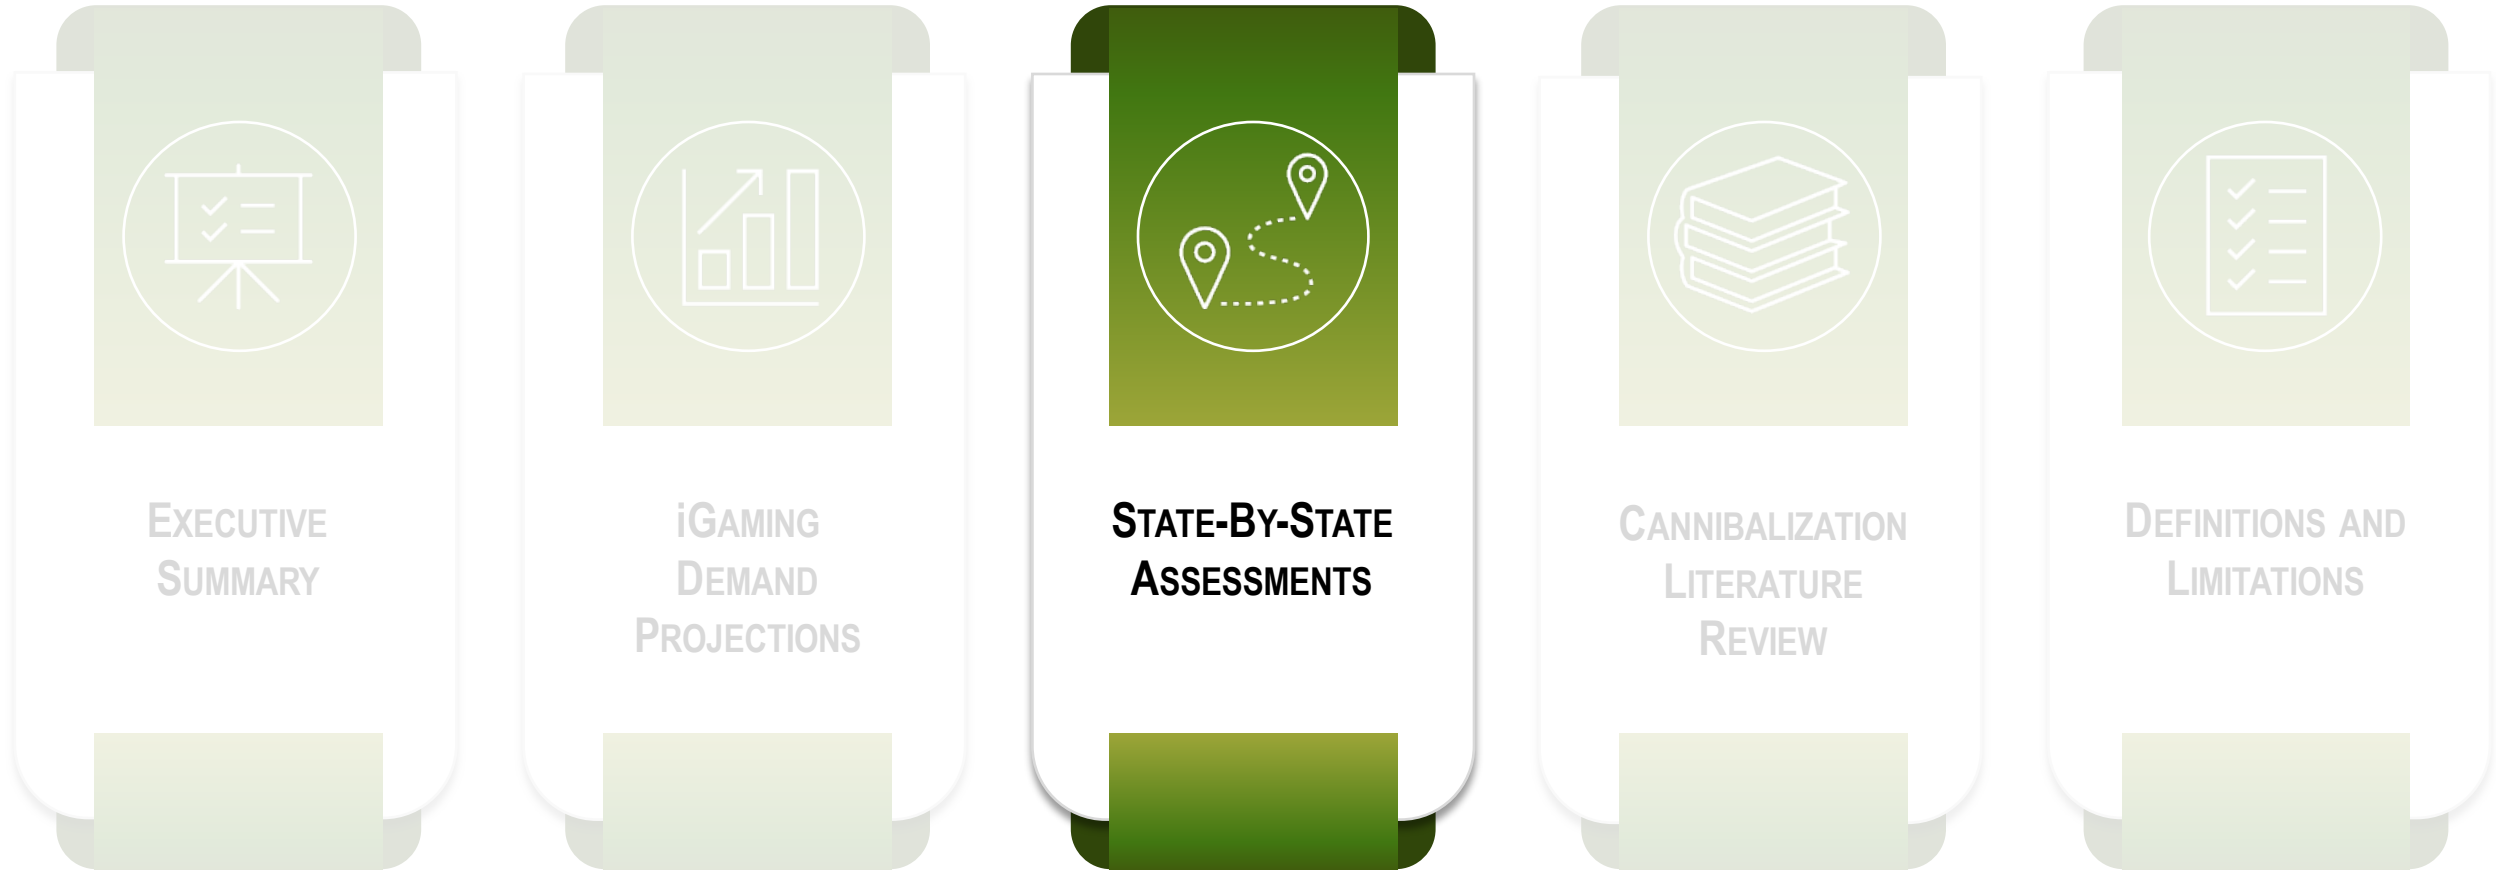 Executive
Summary
iGaming
Demand
Projections
State-By-State
Assessments
Cannibalization
Literature
Review
Definitions and
Limitations